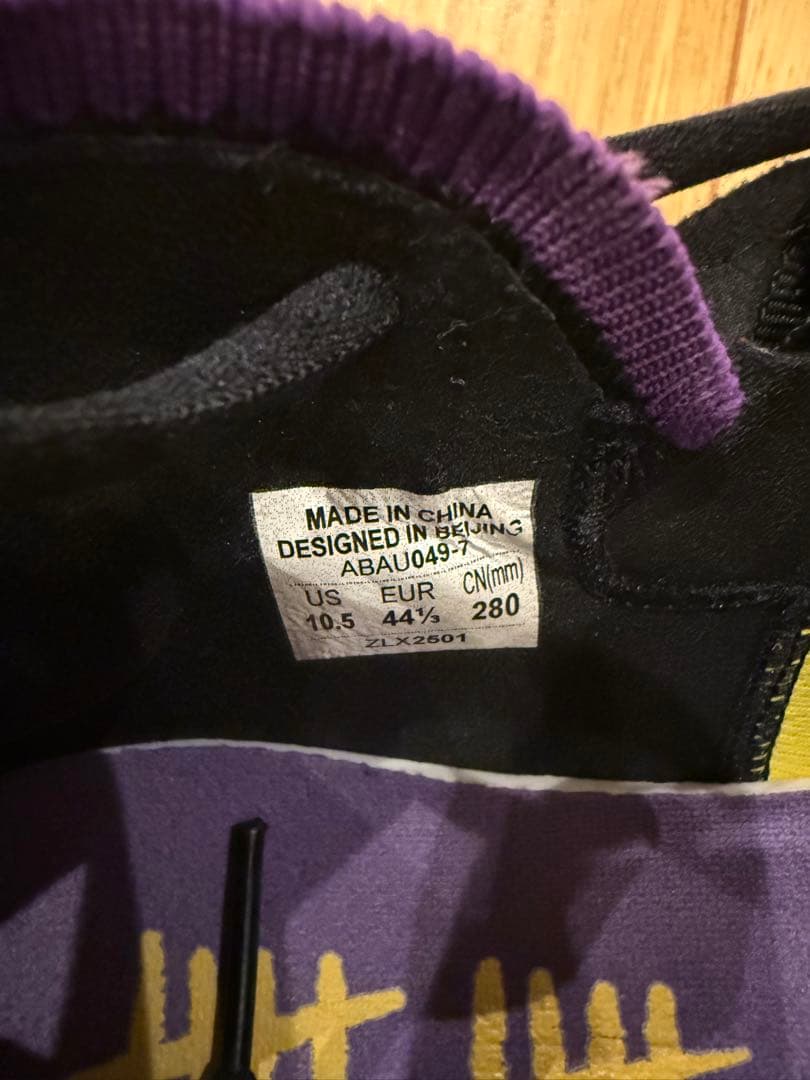 MADE IN CHINA
DESIGNED IN BEIJING
ABAU049-7
US EUR CN(mm)
10.5 44⅓ 280
ZLX2501